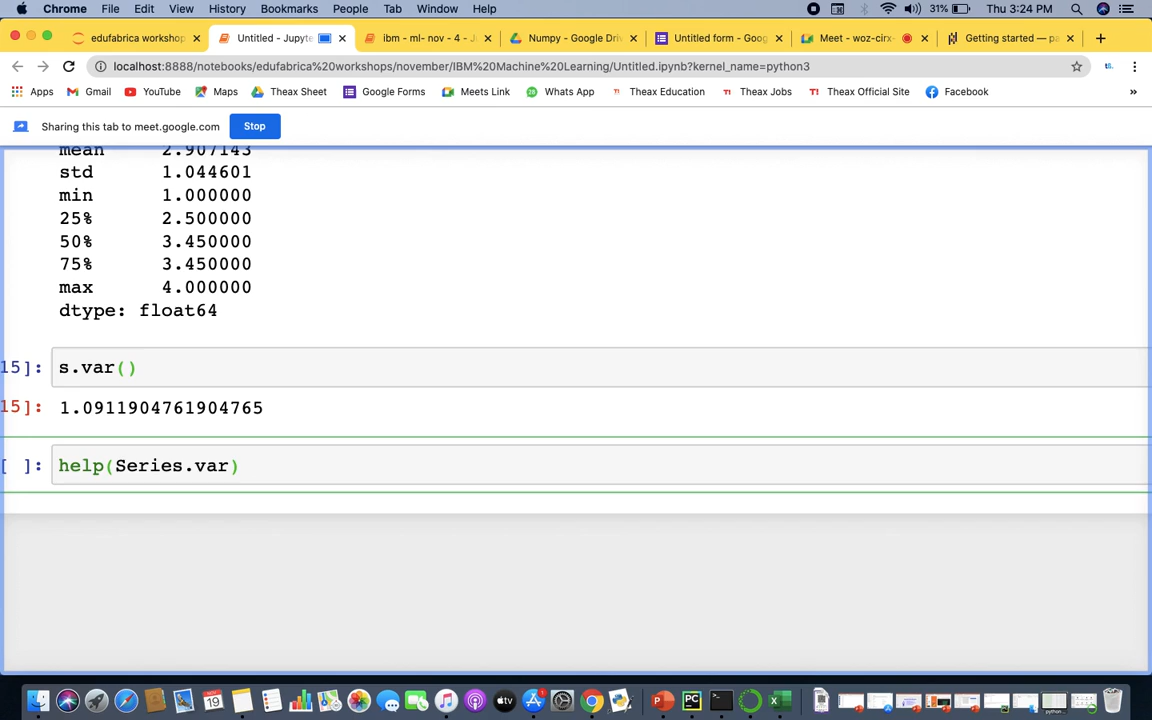 Chrome File Edit View History Bookmarks People Tab Window Help 31% Thu 3:24 PM
edufabrica workshop Untitled - Jupyte ibm - ml- nov - 4 - J Numpy - Google Driv Untitled form - Goog Meet - woz-cirx- Getting started — pa
localhost:8888/notebooks/edufabrica%20workshops/november/IBM%20Machine%20Learning/Untitled.ipynb?kernel_name=python3
Apps Gmail YouTube Maps Theax Sheet Google Forms Meets Link Whats App Theax Education Theax Jobs Theax Official Site Facebook »
Sharing this tab to meet.google.com Stop
mean 2.907143
std 1.044601
min 1.000000
25% 2.500000
50% 3.450000
75% 3.450000
max 4.000000
dtype: float64
15]: s.var()
15]: 1.0911904761904765
[ ]: help(Series.var)